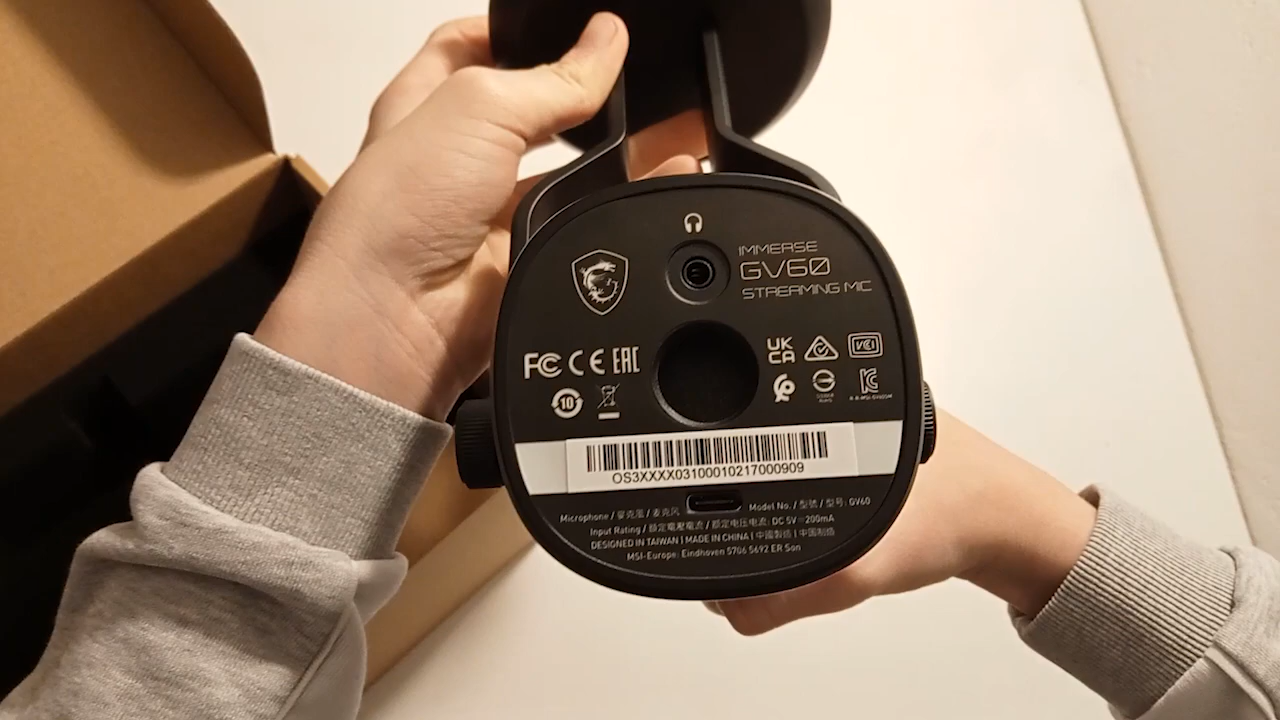 IMMERSE
GV60
STREAMING MIC
FC CE EAC
UK
CA
VCI
10
OS3XXXX03100010217000909
Microphone / 麥克風 / 麦克风
Model No. / 型號 / 型号: GV60
Input Rating / 額定電壓電流 / 额定电压电流: DC 5V ⎓ 200mA
DESIGNED IN TAIWAN | MADE IN CHINA | 中國製造 | 中国制造
MSI-Europe: Eindhoven 5706 5692 ER Son